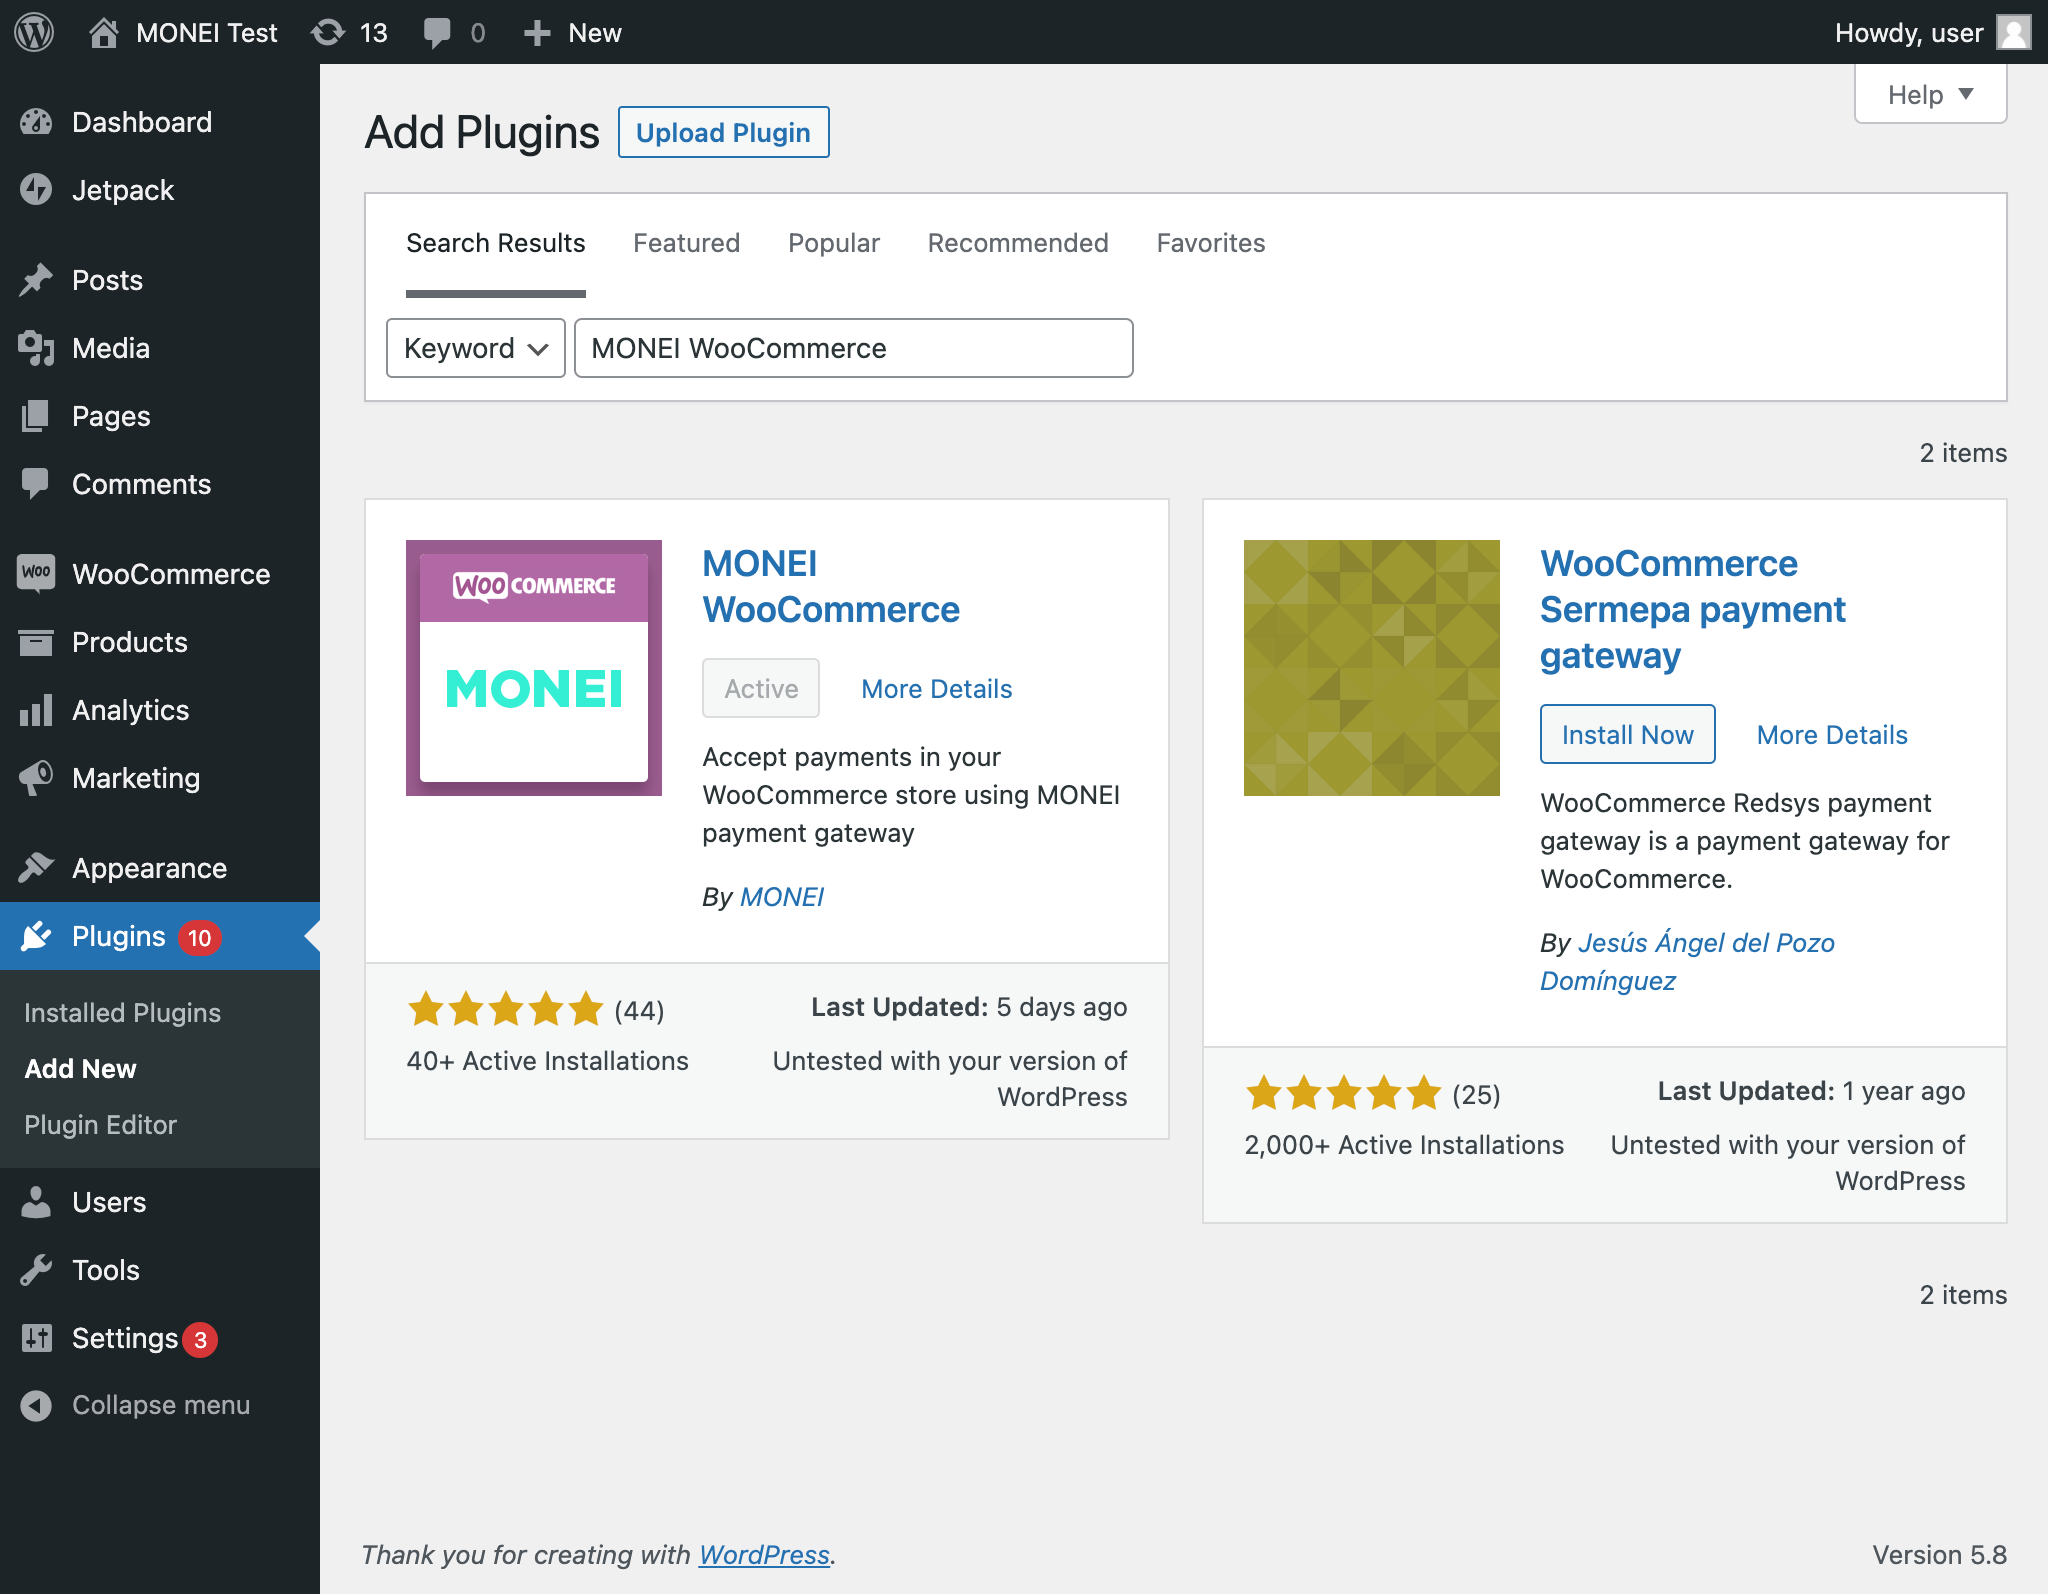 MONEI Test 13 0 New Howdy, user
Help
Dashboard
Jetpack
Posts
Media
Pages
Comments
WOO WooCommerce
Products
Analytics
Marketing
Appearance
Plugins 10
Installed Plugins
Add New
Plugin Editor
Users
Tools
Settings 3
Collapse menu
Add Plugins Upload Plugin
Search Results Featured Popular Recommended Favorites
Keyword MONEI WooCommerce
2 items
WOO COMMERCE
MONEI
MONEI
WooCommerce
Active More Details
Accept payments in your
WooCommerce store using MONEI
payment gateway
By MONEI
(44) Last Updated: 5 days ago
40+ Active Installations Untested with your version of
WordPress
WooCommerce
Sermepa payment
gateway
Install Now More Details
WooCommerce Redsys payment
gateway is a payment gateway for
WooCommerce.
By Jesús Ángel del Pozo
Domínguez
(25) Last Updated: 1 year ago
2,000+ Active Installations Untested with your version of
WordPress
2 items
Thank you for creating with WordPress. Version 5.8